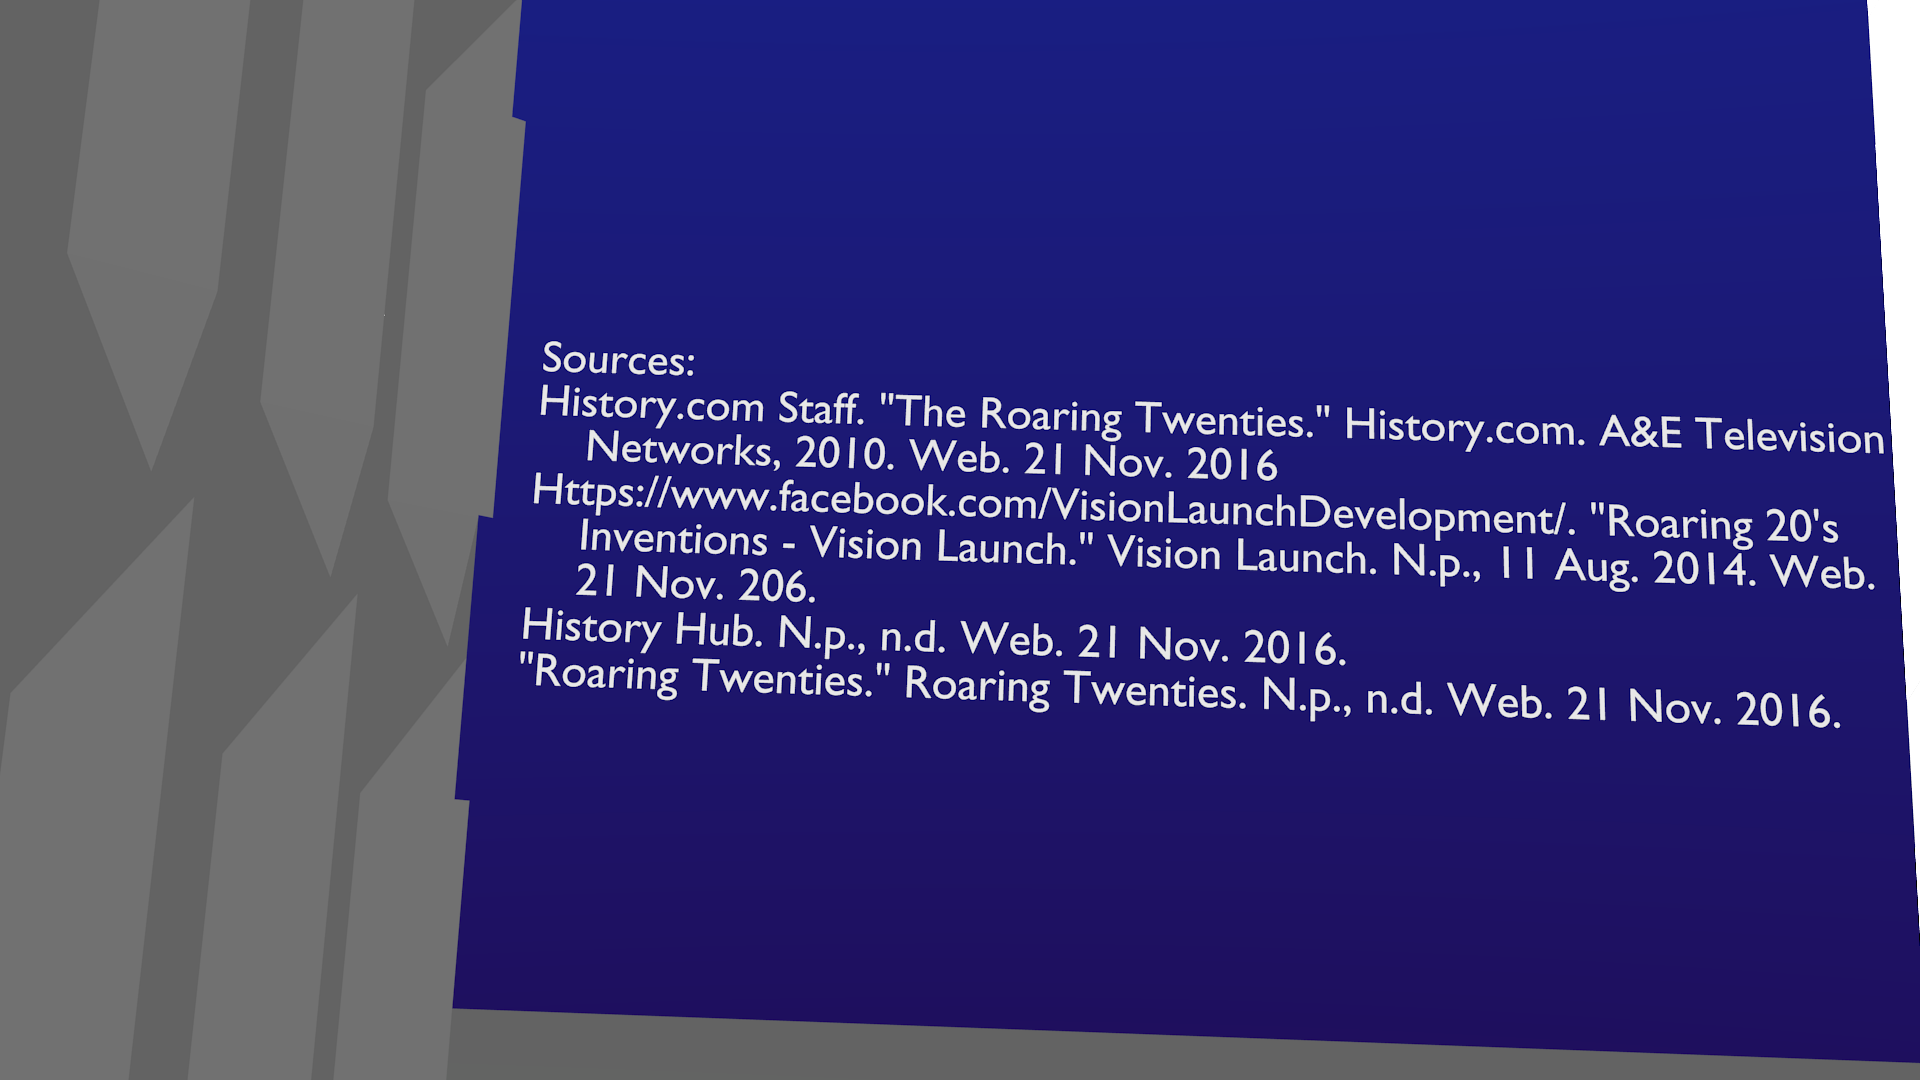 Sources:
History.com Staff. "The Roaring Twenties." History.com. A&E Television
Networks, 2010. Web. 21 Nov. 2016
Https://www.facebook.com/VisionLaunchDevelopment/. "Roaring 20's
Inventions - Vision Launch." Vision Launch. N.p., 11 Aug. 2014. Web.
21 Nov. 206.
History Hub. N.p., n.d. Web. 21 Nov. 2016.
"Roaring Twenties." Roaring Twenties. N.p., n.d. Web. 21 Nov. 2016.